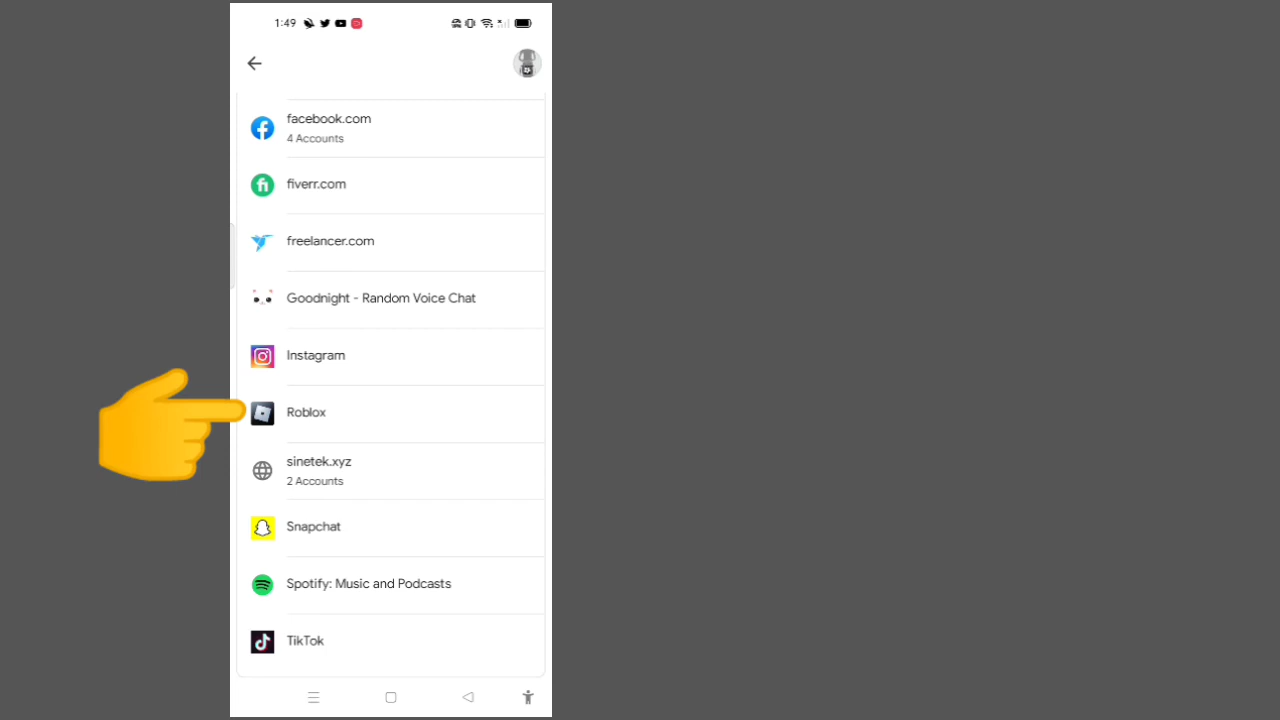 1:49
facebook.com
4 Accounts
fiverr.com
freelancer.com
Goodnight - Random Voice Chat
Instagram
Roblox
sinetek.xyz
2 Accounts
Snapchat
Spotify: Music and Podcasts
TikTok